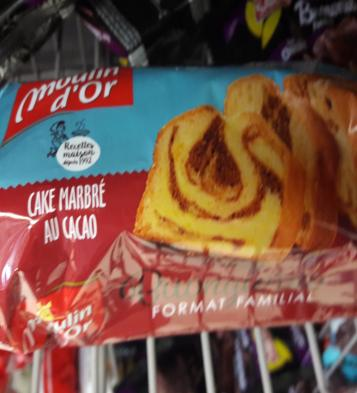 Moulin
d'Or
Recettes
maison
depuis 1992
CAKE MARBRÉ
AU CACAO
FORMAT FAMILIAL
Moulin
d'Or